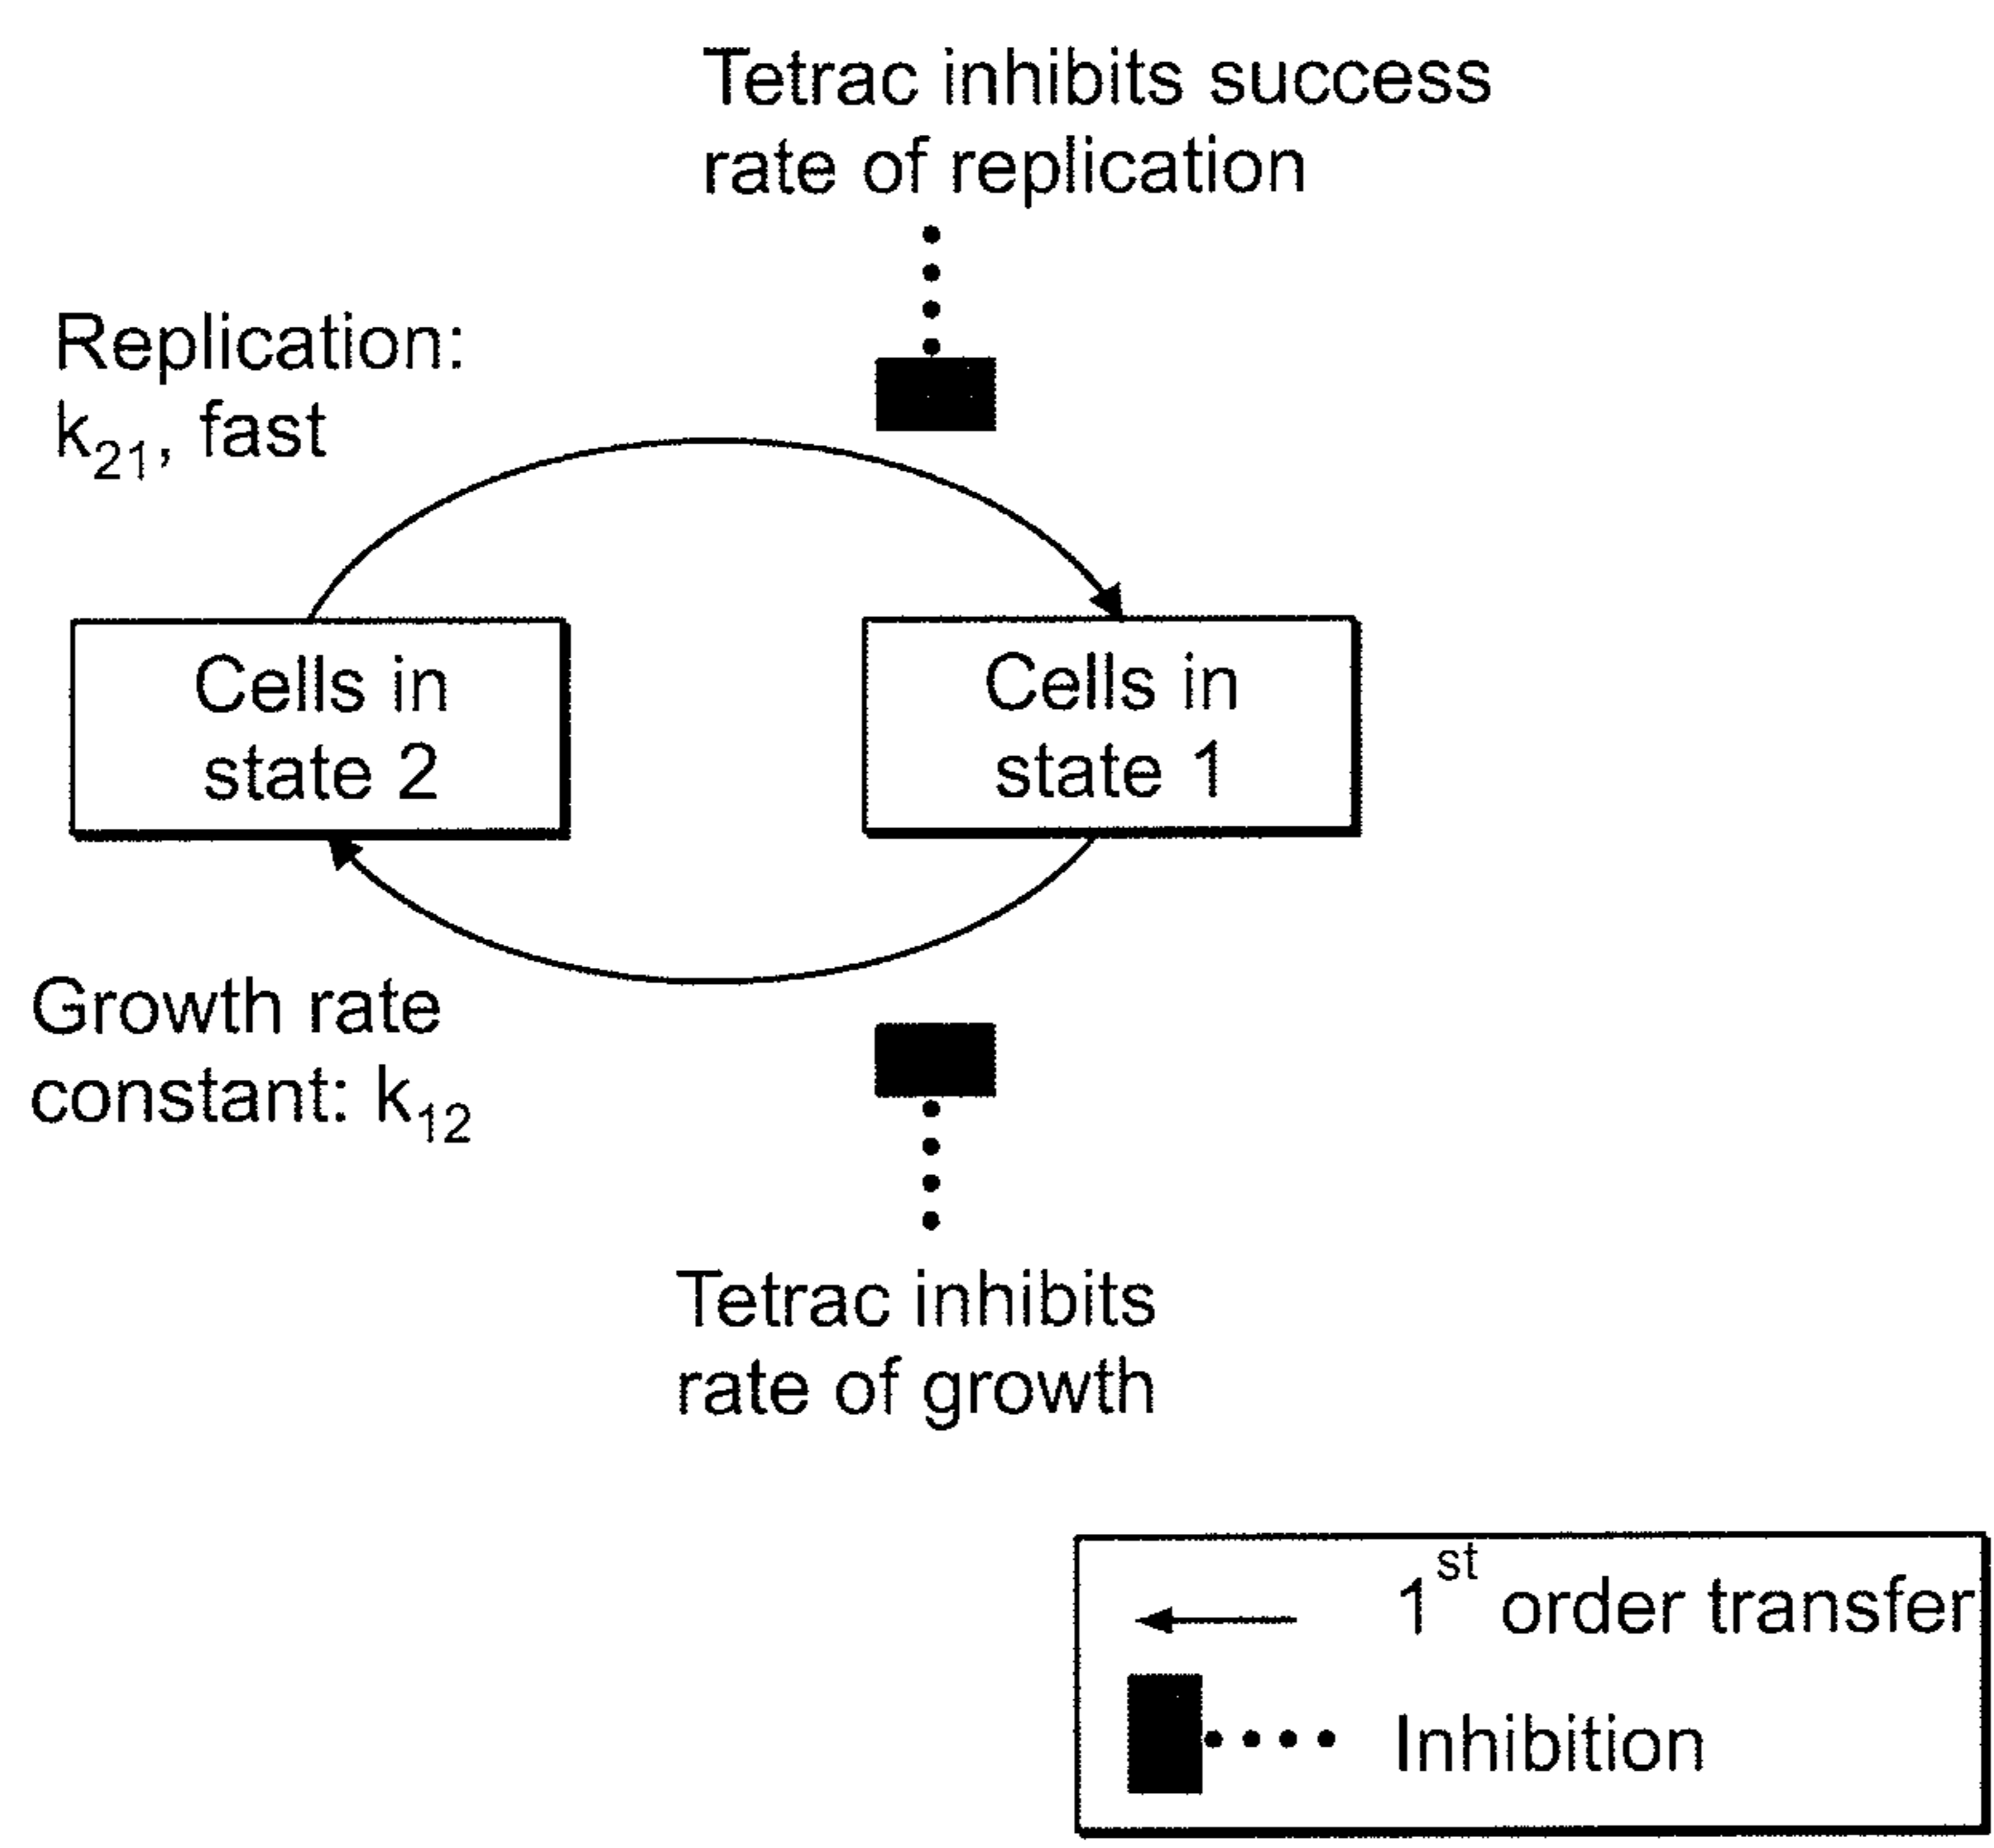 Tetrac inhibits success
rate of replication
Replication:
k21, fast
Cells in
state 2
Cells in
state 1
Growth rate
constant: k12
Tetrac inhibits
rate of growth
1st order transfer
Inhibition